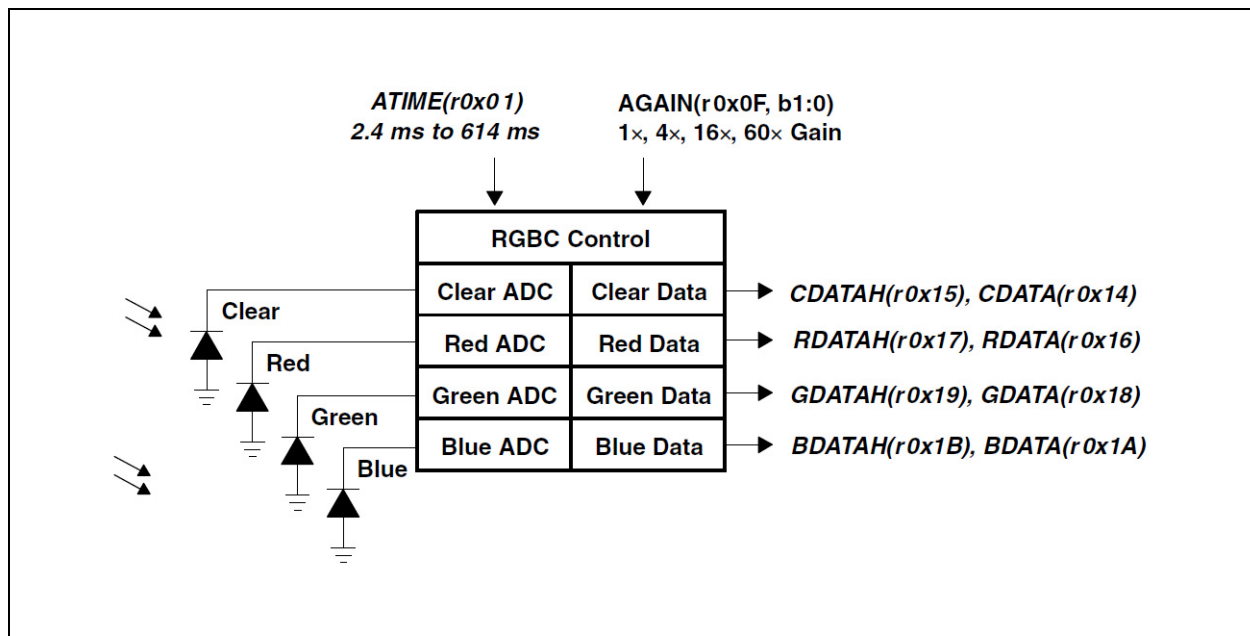 ATIME(r0x01)
2.4 ms to 614 ms
AGAIN(r0x0F, b1:0)
1×, 4×, 16×, 60× Gain
RGBC Control
Clear
Clear ADC
Clear Data
CDATAH(r0x15), CDATA(r0x14)
Red
Red ADC
Red Data
RDATAH(r0x17), RDATA(r0x16)
Green
Green ADC
Green Data
GDATAH(r0x19), GDATA(r0x18)
Blue
Blue ADC
Blue Data
BDATAH(r0x1B), BDATA(r0x1A)